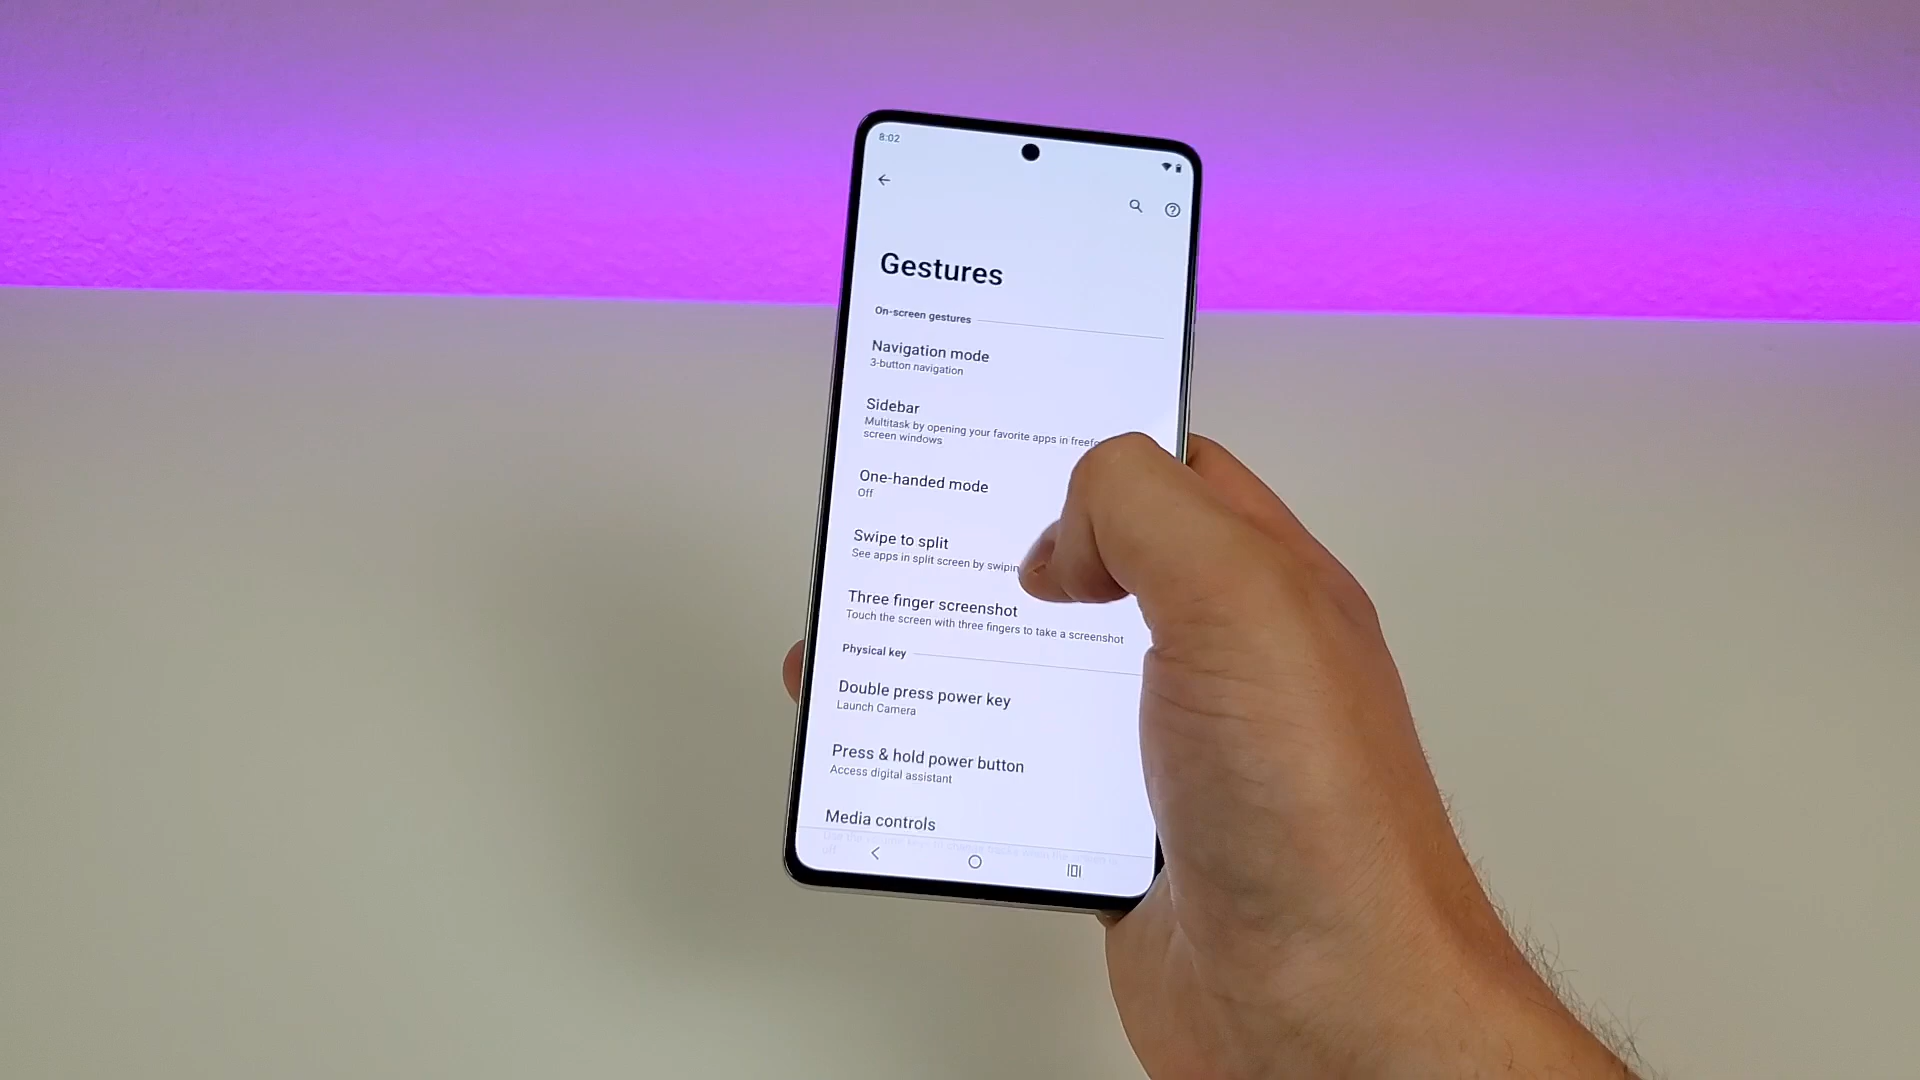 8:02
Gestures
On-screen gestures
Navigation mode
3-button navigation
Sidebar
Multitask by opening your favorite apps in
screen windows
One-handed mode
Off
Swipe to split
See apps in split screen by
Three finger screenshot
Touch the screen with three fingers to take a screenshot
Physical key
Double press power key
Launch Camera
Press & hold power button
Access digital assistant
Media controls
off